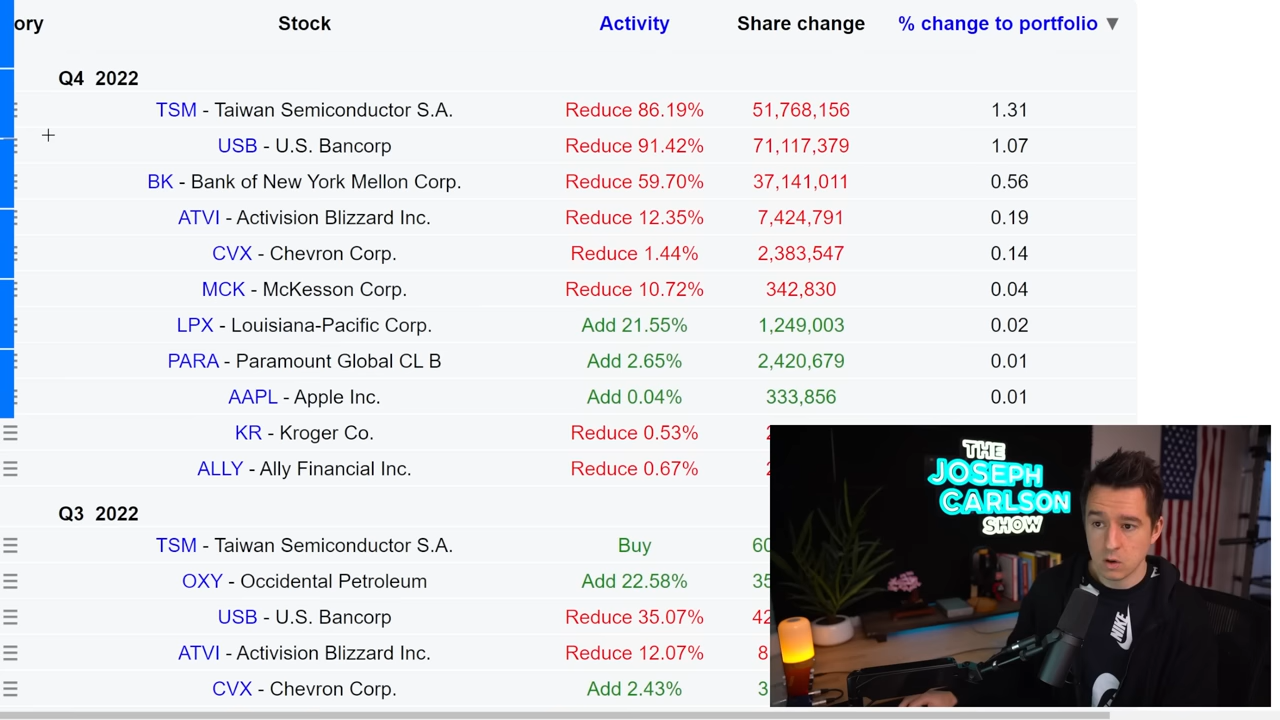 ory Stock Activity Share change % change to portfolio ▼
Q4 2022
TSM - Taiwan Semiconductor S.A. Reduce 86.19% 51,768,156 1.31
USB - U.S. Bancorp Reduce 91.42% 71,117,379 1.07
BK - Bank of New York Mellon Corp. Reduce 59.70% 37,141,011 0.56
ATVI - Activision Blizzard Inc. Reduce 12.35% 7,424,791 0.19
CVX - Chevron Corp. Reduce 1.44% 2,383,547 0.14
MCK - McKesson Corp. Reduce 10.72% 342,830 0.04
LPX - Louisiana-Pacific Corp. Add 21.55% 1,249,003 0.02
PARA - Paramount Global CL B Add 2.65% 2,420,679 0.01
AAPL - Apple Inc. Add 0.04% 333,856 0.01
KR - Kroger Co. Reduce 0.53% 2
ALLY - Ally Financial Inc. Reduce 0.67% 2
Q3 2022
TSM - Taiwan Semiconductor S.A. Buy 60
OXY - Occidental Petroleum Add 22.58% 35
USB - U.S. Bancorp Reduce 35.07% 42
ATVI - Activision Blizzard Inc. Reduce 12.07% 8
CVX - Chevron Corp. Add 2.43% 3
THE
JOSEPH
CARLSON
SHOW
NIKE